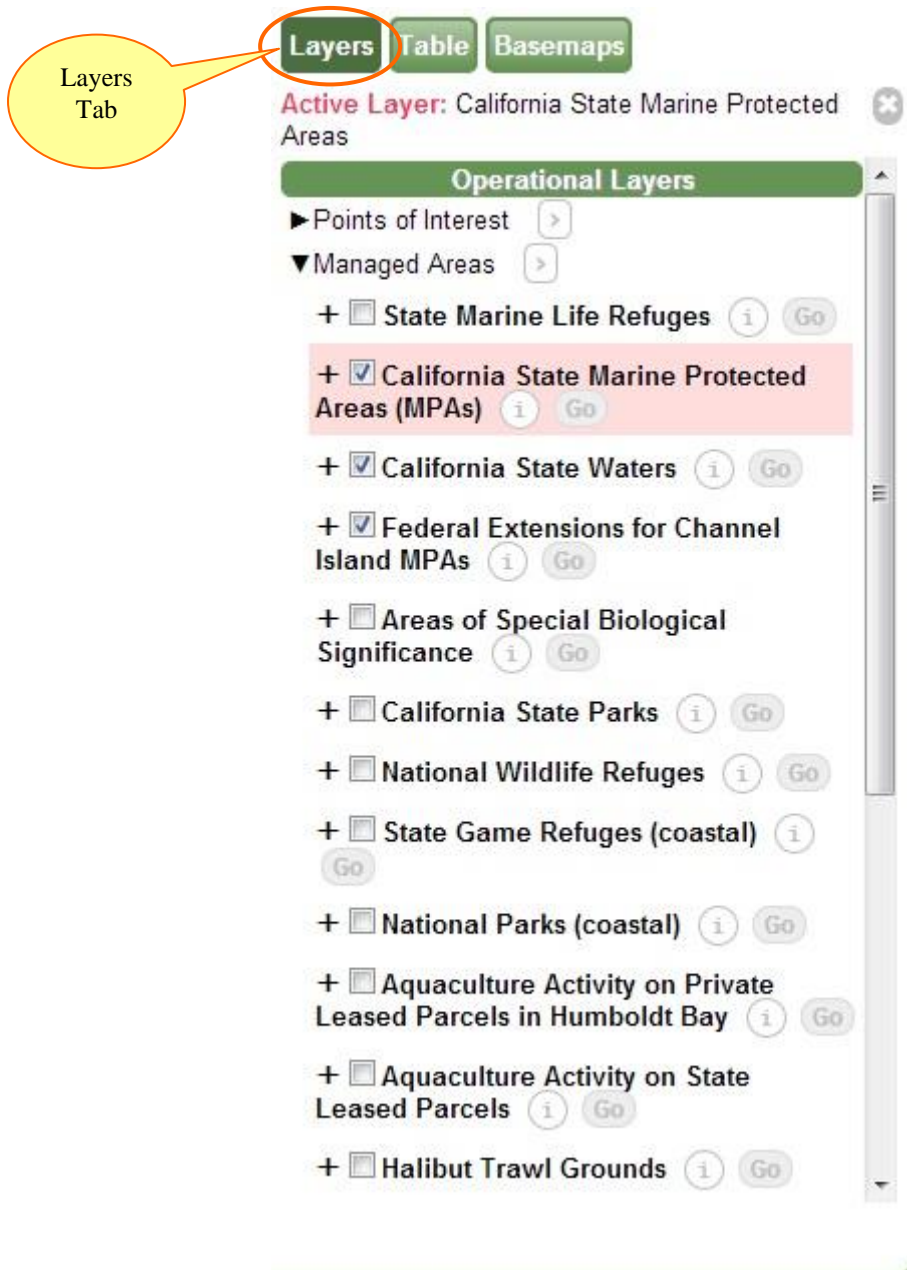 Layers Table Basemaps
Layers
Tab
Active Layer: California State Marine Protected
Areas
Operational Layers
►Points of Interest >
▼Managed Areas >
+ State Marine Life Refuges i Go
+ California State Marine Protected
Areas (MPAs) i Go
+ California State Waters i Go
+ Federal Extensions for Channel
Island MPAs i Go
+ Areas of Special Biological
Significance i Go
+ California State Parks i Go
+ National Wildlife Refuges i Go
+ State Game Refuges (coastal) i
Go
+ National Parks (coastal) i Go
+ Aquaculture Activity on Private
Leased Parcels in Humboldt Bay i Go
+ Aquaculture Activity on State
Leased Parcels i Go
+ Halibut Trawl Grounds i Go